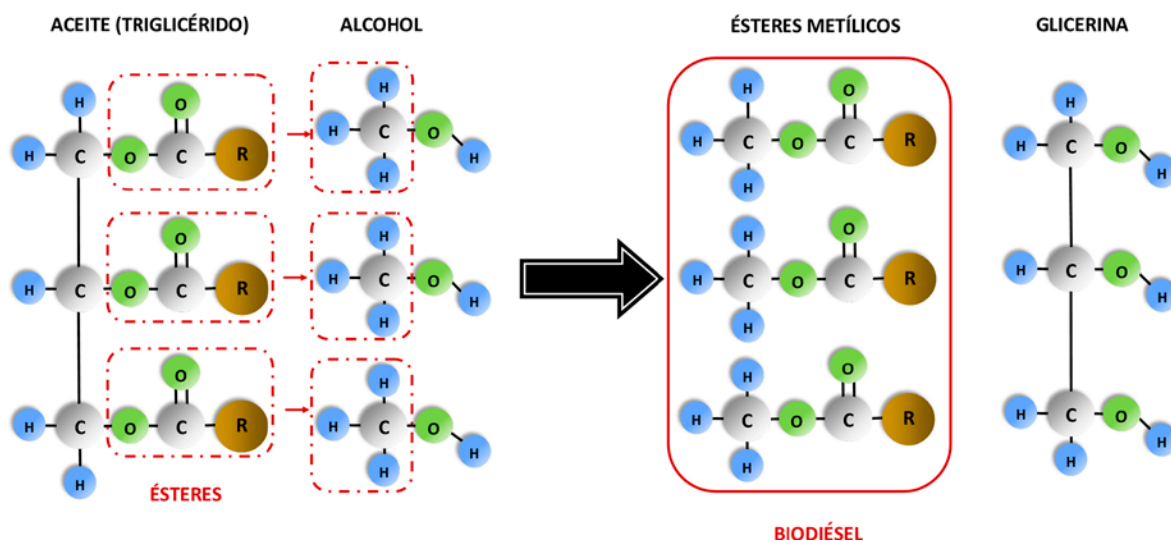 ACEITE (TRIGLICÉRIDO) ALCOHOL ÉSTERES METÍLICOS GLICERINA
H O H H O H
H C O C R H C O H H C O C R H C O H
H H
O H H O
H C O C R H C O H H C O C R H C O H
H H
O H H O
H C O C R H C O H H C O C R H C O H
H H H H
ÉSTERES
BIODIÉSEL